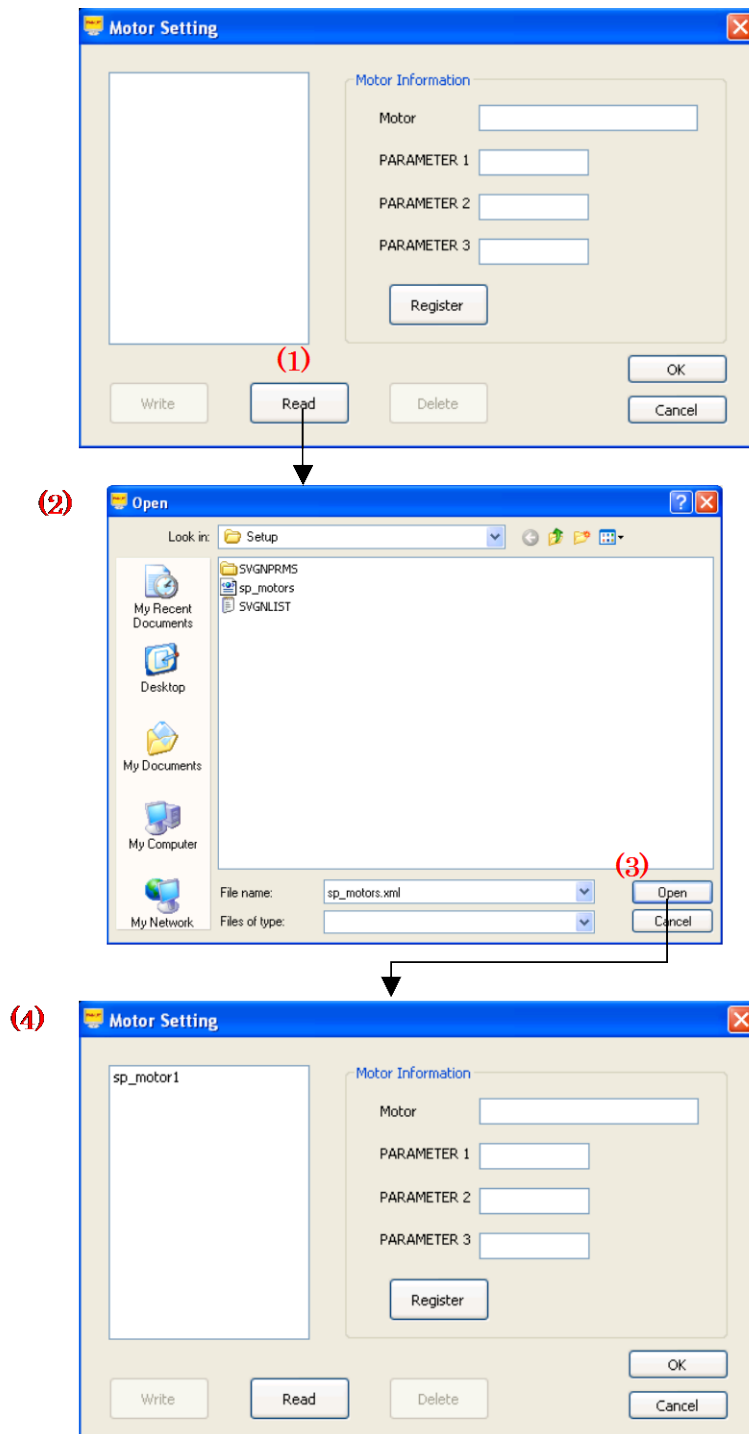 Motor Setting
Motor Information
Motor
PARAMETER 1
PARAMETER 2
PARAMETER 3
Register
(1)
OK
Write Read Delete
Cancel
(2)
Open
Look in: Setup
SVGNPRMS
sp_motors
SVGNLIST
My Recent
Documents
Desktop
My Documents
My Computer
My Network
(3)
File name: sp_motors.xml Open
Files of type: Cancel
(4)
Motor Setting
sp_motor1
Motor Information
Motor
PARAMETER 1
PARAMETER 2
PARAMETER 3
Register
OK
Write Read Delete
Cancel